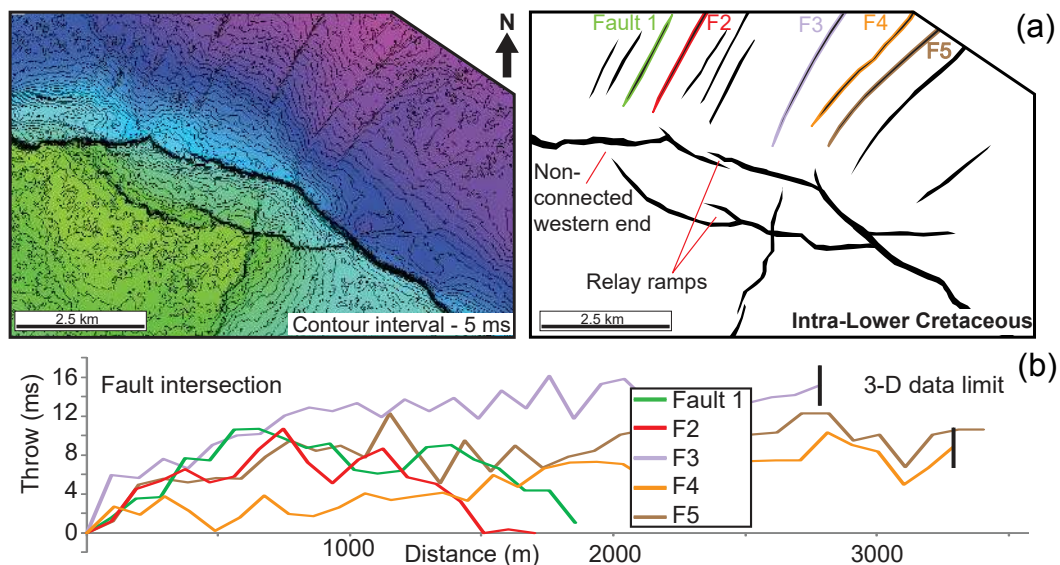 N
2.5 km
Contour interval - 5 ms
(a)
Fault 1
F2
F3
F4
F5
Non-
connected
western end
Relay ramps
2.5 km
Intra-Lower Cretaceous
(b)
Fault intersection
3-D data limit
Throw (ms)
16
12
8
4
0
1000
2000
3000
Distance (m)
Fault 1
F2
F3
F4
F5